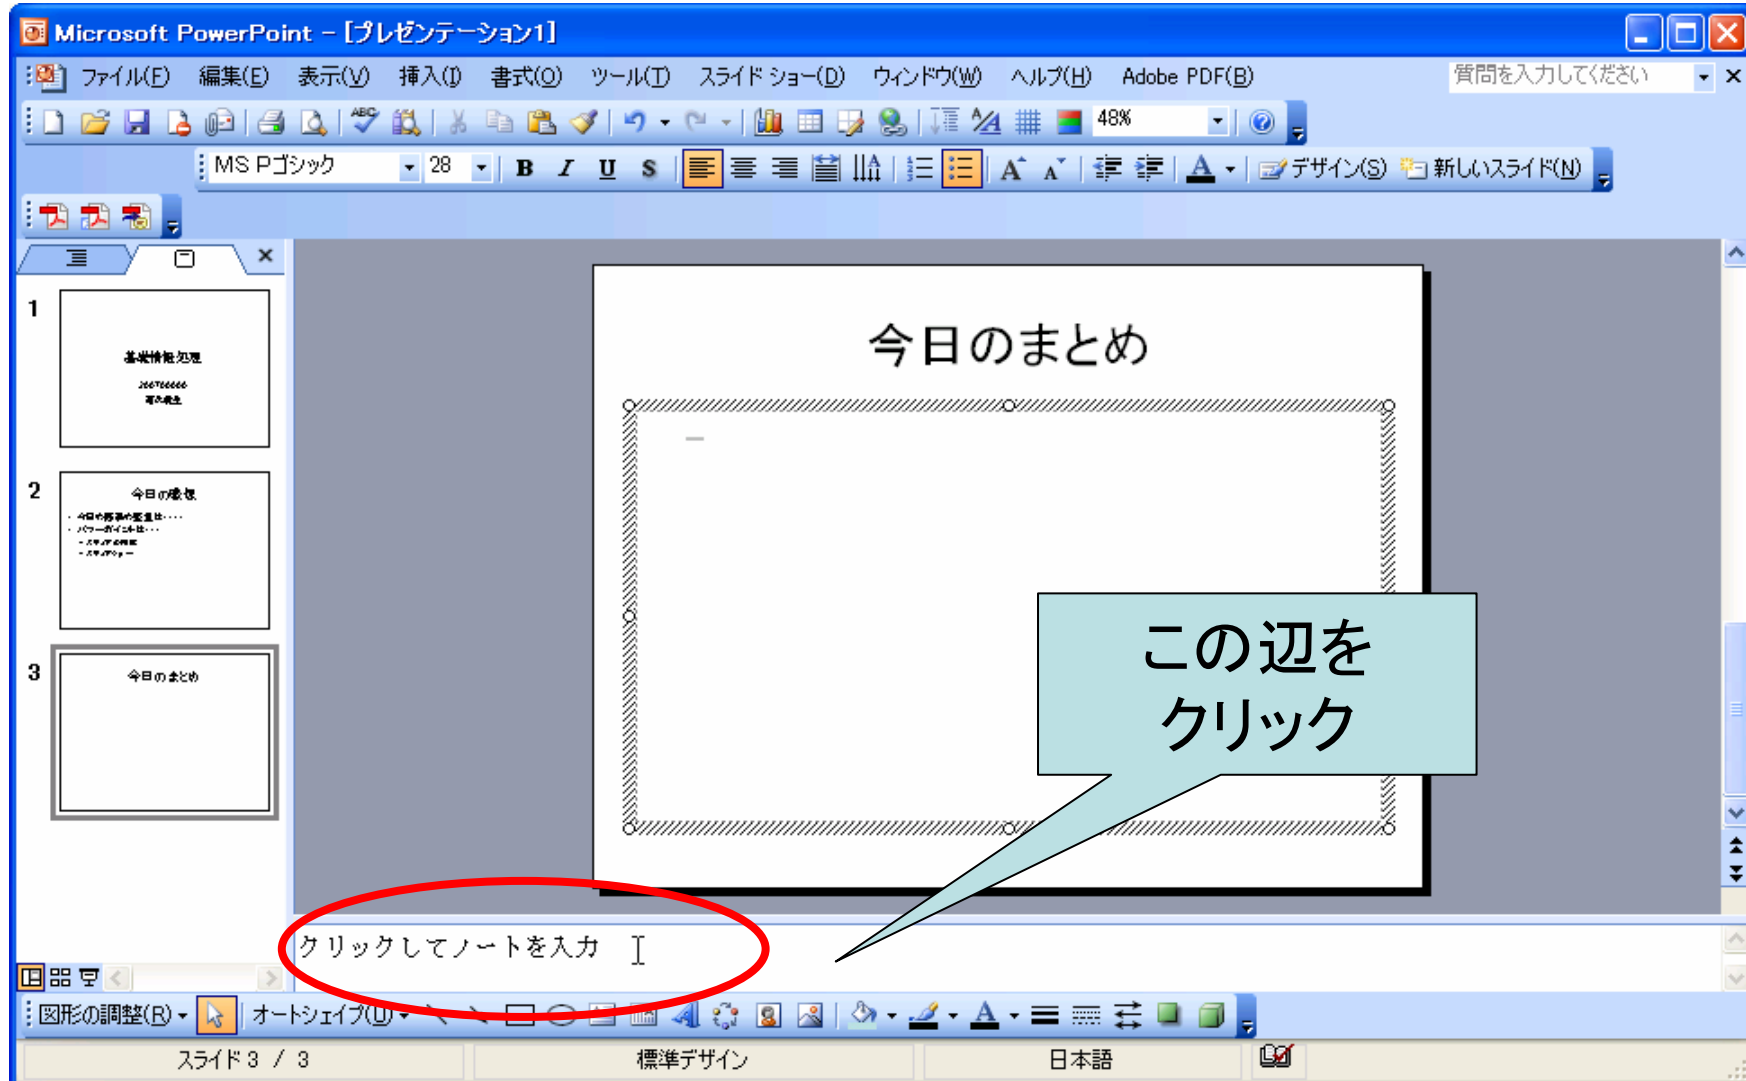 Microsoft PowerPoint - [プレゼンテーション1]
ファイル(F) 編集(E) 表示(V) 挿入(I) 書式(O) ツール(T) スライド ショー(D) ウィンドウ(W) ヘルプ(H) Adobe PDF(B) 質問を入力してください
48%
MS Pゴシック 28 B I U S デザイン(S) 新しいスライド(N)
1
基礎情報処理
2
今日の感想
3
今日のまとめ
今日のまとめ
この辺を
クリック
クリックしてノートを入力
図形の調整(R) オートシェイプ(U)
スライド 3 / 3 標準デザイン 日本語